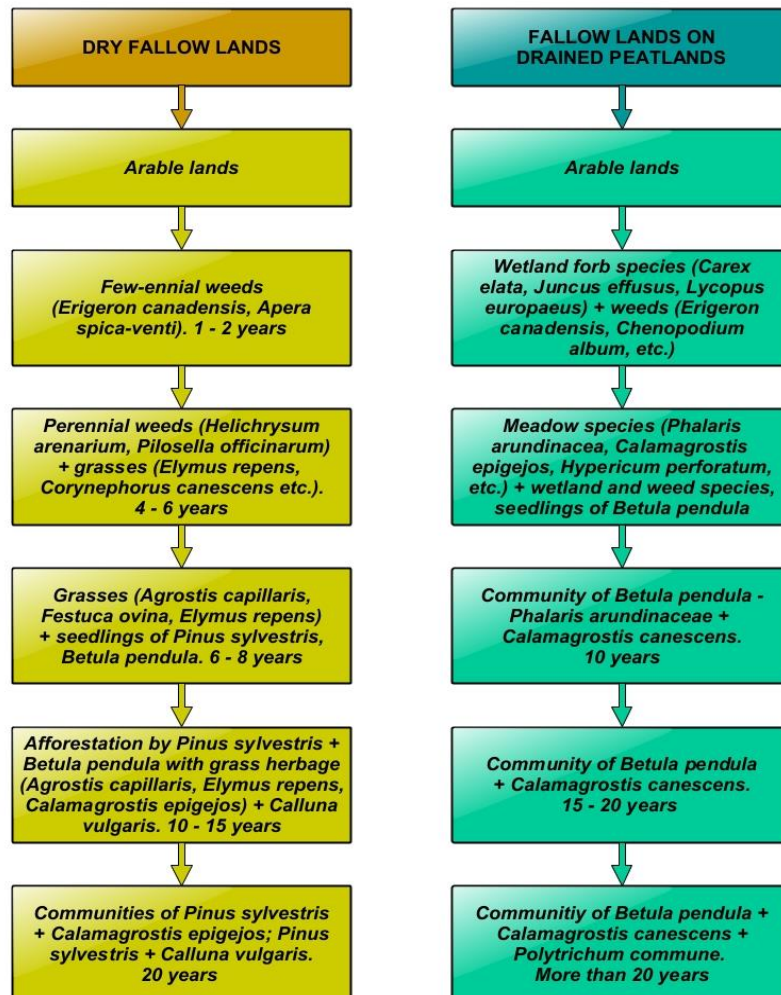 DRY FALLOW LANDS
Arable lands
Few-ennial weeds
(Erigeron canadensis, Apera
spica-venti). 1 - 2 years
Perennial weeds (Helichrysum
arenarium, Pilosella officinarum)
+ grasses (Elymus repens,
Corynephorus canescens etc.).
4 - 6 years
Grasses (Agrostis capillaris,
Festuca ovina, Elymus repens)
+ seedlings of Pinus sylvestris,
Betula pendula. 6 - 8 years
Afforestation by Pinus sylvestris +
Betula pendula with grass herbage
(Agrostis capillaris, Elymus repens,
Calamagrostis epigejos) + Calluna
vulgaris. 10 - 15 years
Communities of Pinus sylvestris
+ Calamagrostis epigejos; Pinus
sylvestris + Calluna vulgaris.
20 years
FALLOW LANDS ON
DRAINED PEATLANDS
Arable lands
Wetland forb species (Carex
elata, Juncus effusus, Lycopus
europaeus) + weeds (Erigeron
canadensis, Chenopodium
album, etc.)
Meadow species (Phalaris
arundinacea, Calamagrostis
epigejos, Hypericum perforatum,
etc.) + wetland and weed species,
seedlings of Betula pendula
Community of Betula pendula -
Phalaris arundinaceae +
Calamagrostis canescens.
10 years
Community of Betula pendula
+ Calamagrostis canescens.
15 - 20 years
Communitiy of Betula pendula +
Calamagrostis canescens +
Polytrichum commune.
More than 20 years